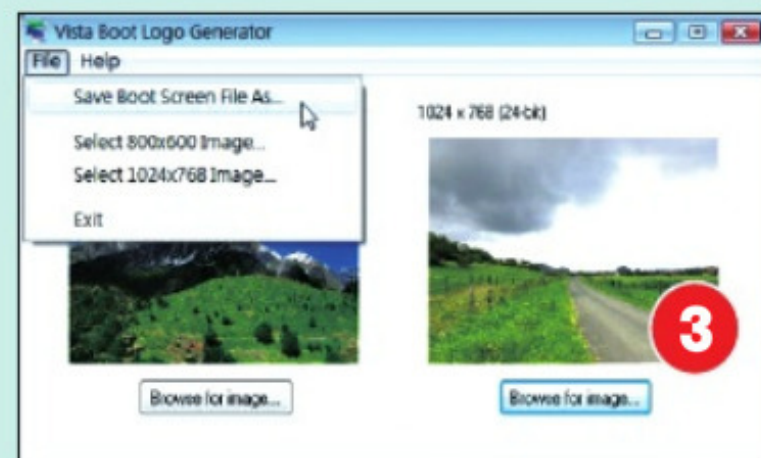 Vista Boot Logo Generator
File Help
Save Boot Screen File As...
1024 x 768 (24-bit)
Select 800x600 Image...
Select 1024x768 Image...
Exit
3
Browse for image...
Browse for image...